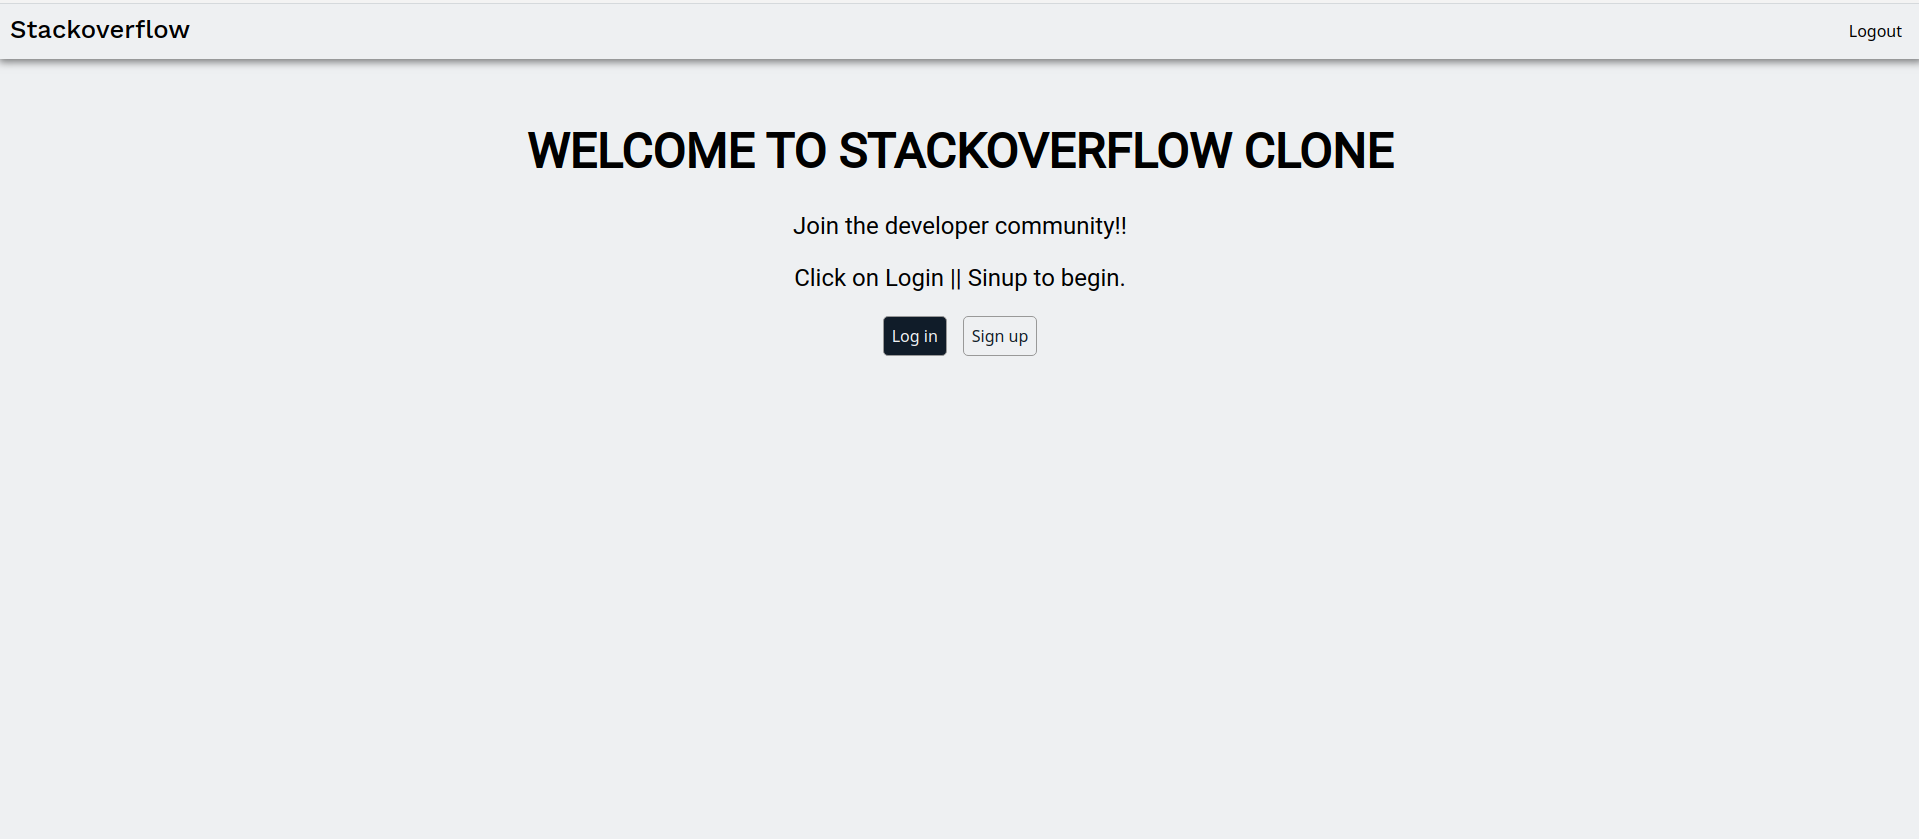 Stackoverflow
Logout
WELCOME TO STACKOVERFLOW CLONE
Join the developer community!!
Click on Login || Sinup to begin.
Log in
Sign up